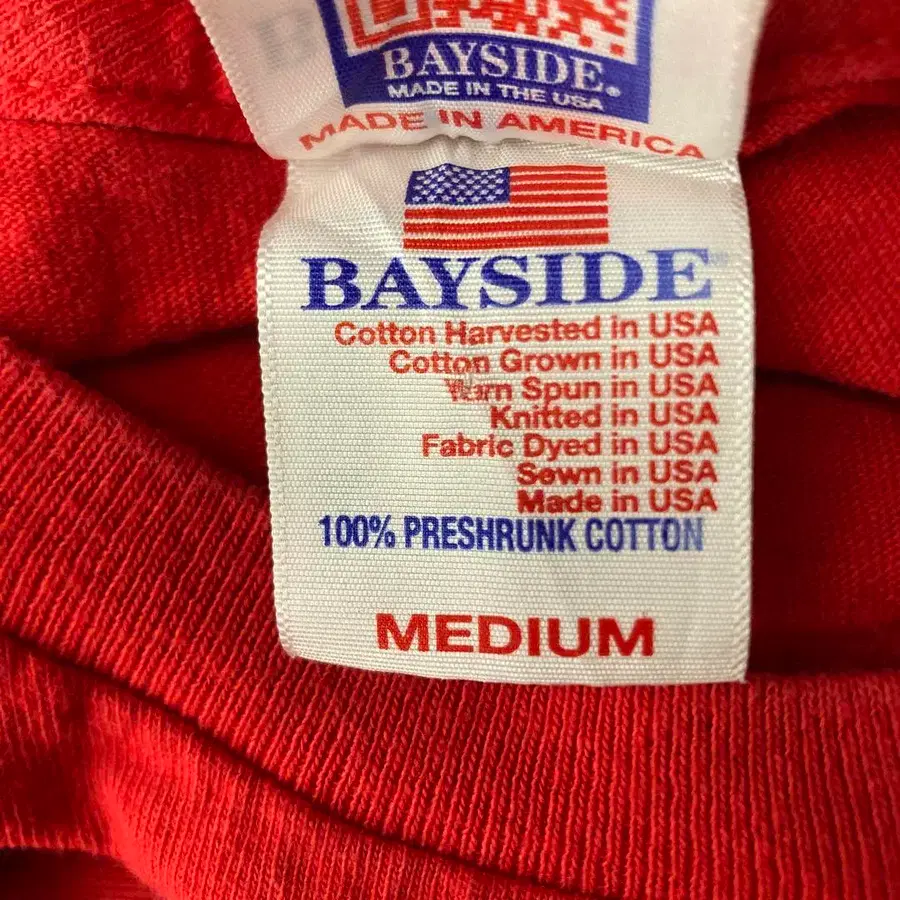 BAYSIDE®
MADE IN THE USA
MADE IN AMERICA
BAYSIDE
Cotton Harvested in USA
Cotton Grown in USA
Yarn Spun in USA
Knitted in USA
Fabric Dyed in USA
Sewn in USA
Made in USA
100% PRESHRUNK COTTON
MEDIUM